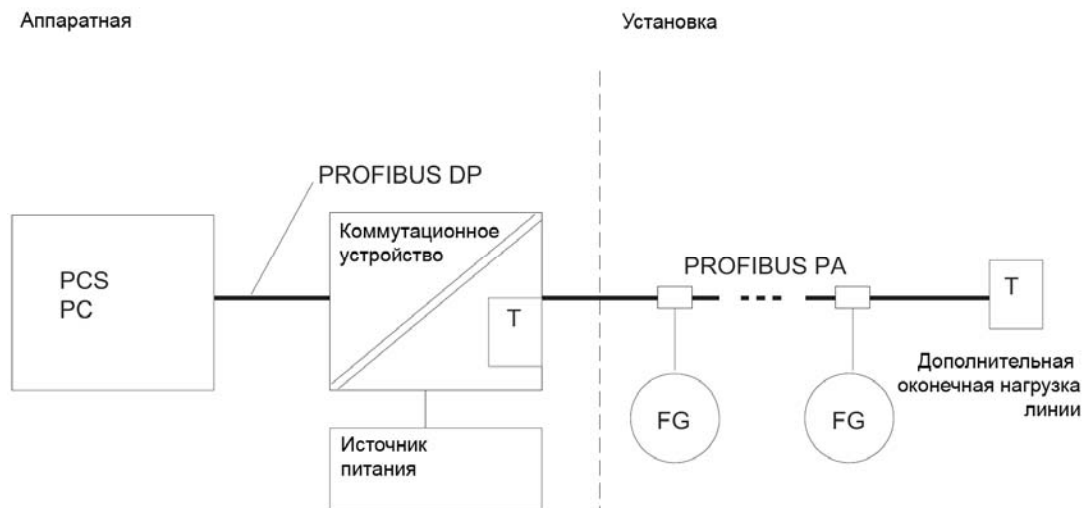 Аппаратная
Установка
PROFIBUS DP
Коммутационное
устройство
PCS
PC
T
PROFIBUS PA
T
Дополнительная
оконечная нагрузка
линии
FG
FG
Источник
питания